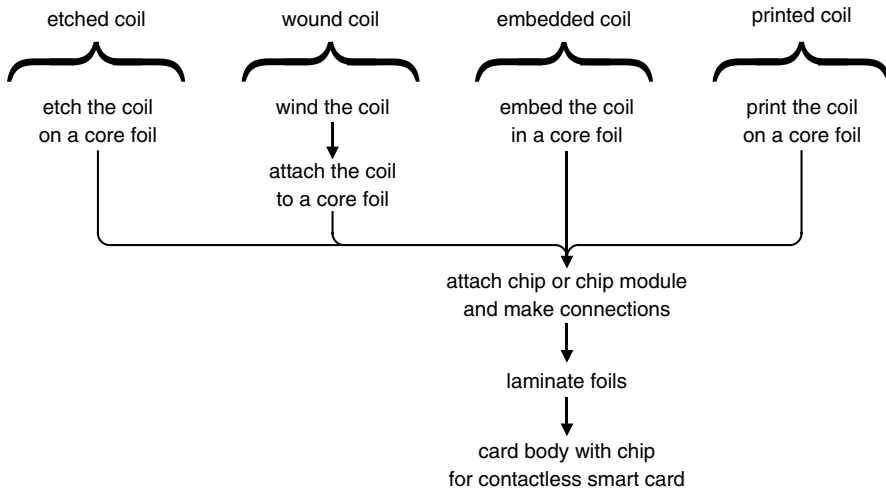 etched coil
wound coil
embedded coil
printed coil
etch the coil
on a core foil
wind the coil
embed the coil
in a core foil
print the coil
on a core foil
attach the coil
to a core foil
attach chip or chip module
and make connections
laminate foils
card body with chip
for contactless smart card